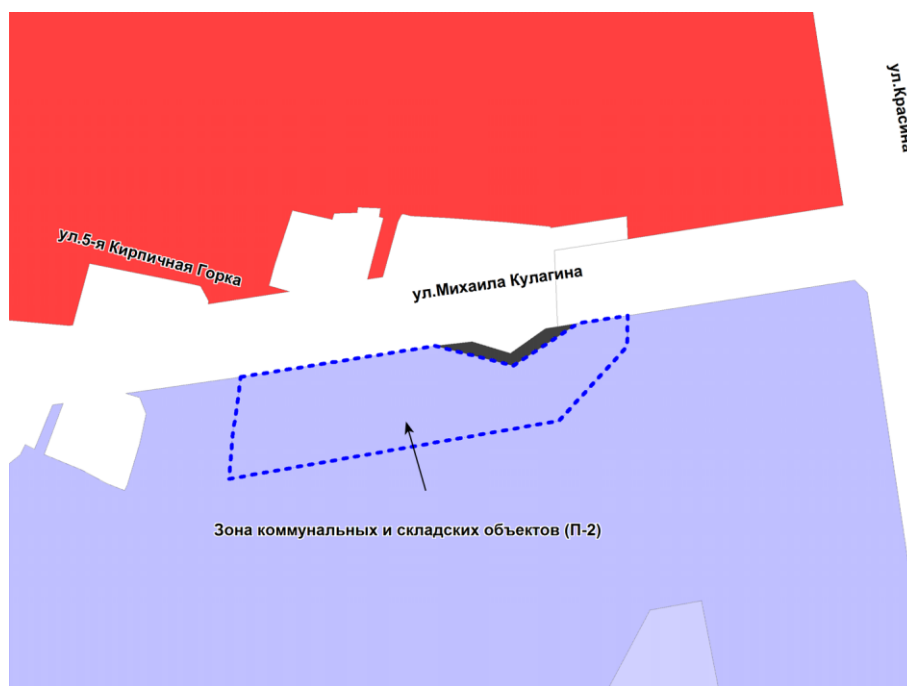 ул.Красина
ул.5-я Кирпичная Горка
ул.Михаила Кулагина
Зона коммунальных и складских объектов (П-2)